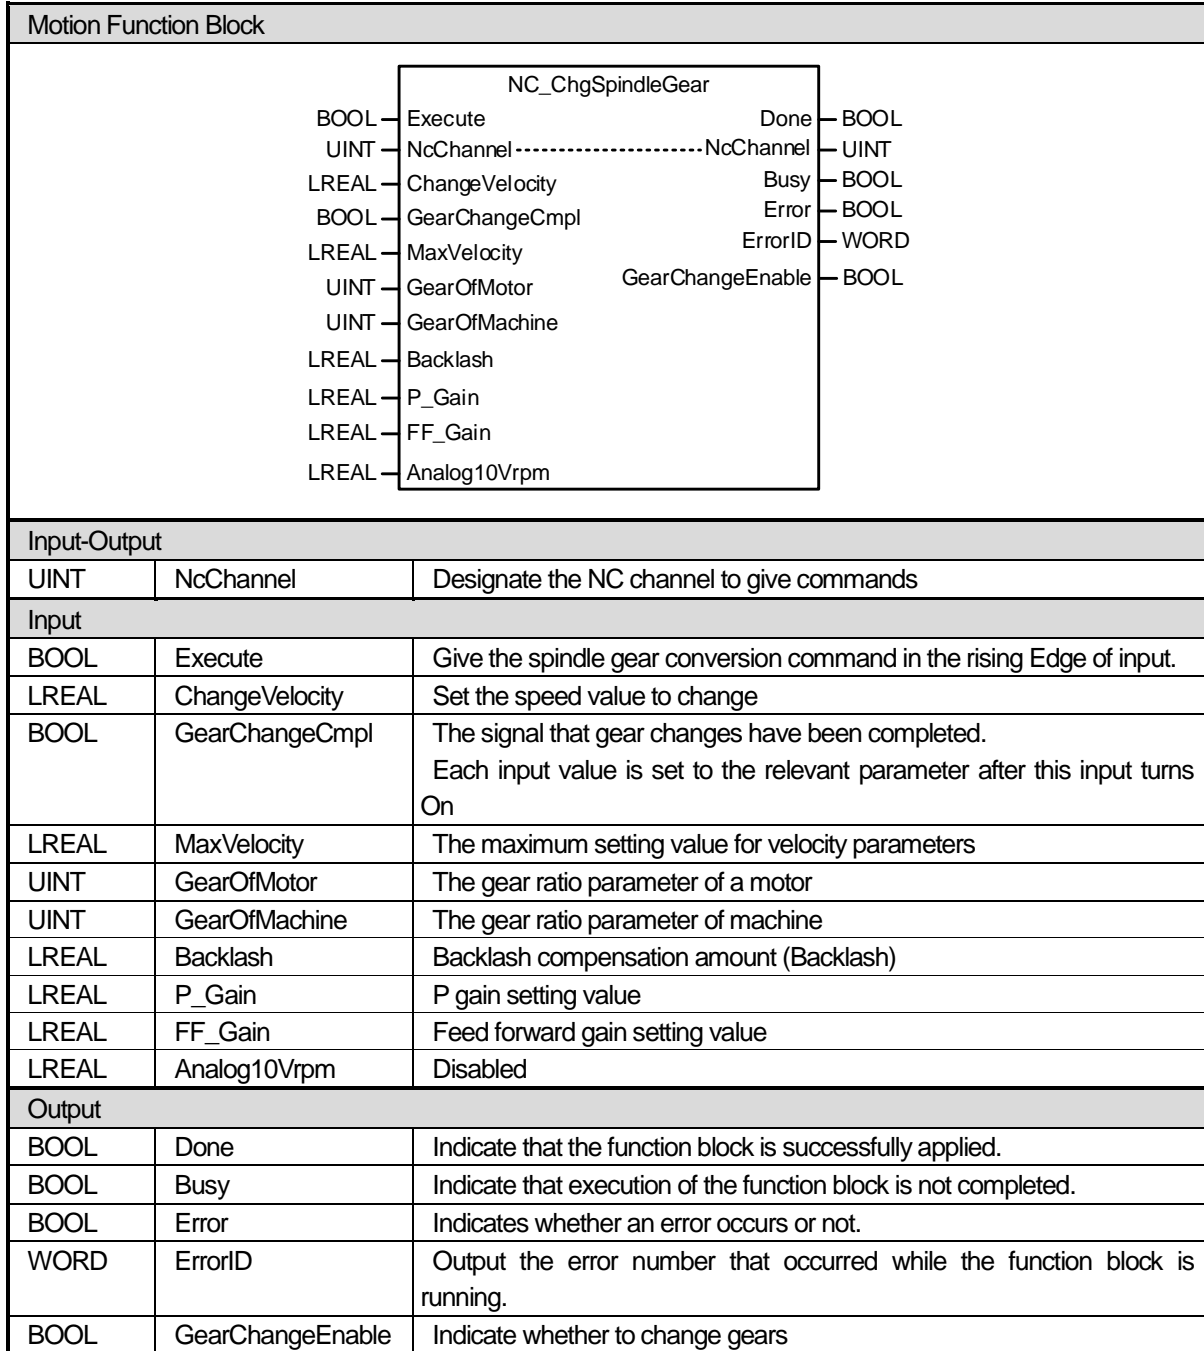 Motion Function Block
NC_ChgSpindleGear
BOOL Execute Done BOOL
UINT NcChannel NcChannel UINT
LREAL ChangeVelocity Busy BOOL
BOOL GearChangeCmpl Error BOOL
LREAL MaxVelocity ErrorID WORD
UINT GearOfMotor GearChangeEnable BOOL
UINT GearOfMachine
LREAL Backlash
LREAL P_Gain
LREAL FF_Gain
LREAL Analog10Vrpm
Input-Output
UINT NcChannel Designate the NC channel to give commands
Input
BOOL Execute Give the spindle gear conversion command in the rising Edge of input.
LREAL ChangeVelocity Set the speed value to change
BOOL GearChangeCmpl The signal that gear changes have been completed.
Each input value is set to the relevant parameter after this input turns
On
LREAL MaxVelocity The maximum setting value for velocity parameters
UINT GearOfMotor The gear ratio parameter of a motor
UINT GearOfMachine The gear ratio parameter of machine
LREAL Backlash Backlash compensation amount (Backlash)
LREAL P_Gain P gain setting value
LREAL FF_Gain Feed forward gain setting value
LREAL Analog10Vrpm Disabled
Output
BOOL Done Indicate that the function block is successfully applied.
BOOL Busy Indicate that execution of the function block is not completed.
BOOL Error Indicates whether an error occurs or not.
WORD ErrorID Output the error number that occurred while the function block is
running.
BOOL GearChangeEnable Indicate whether to change gears